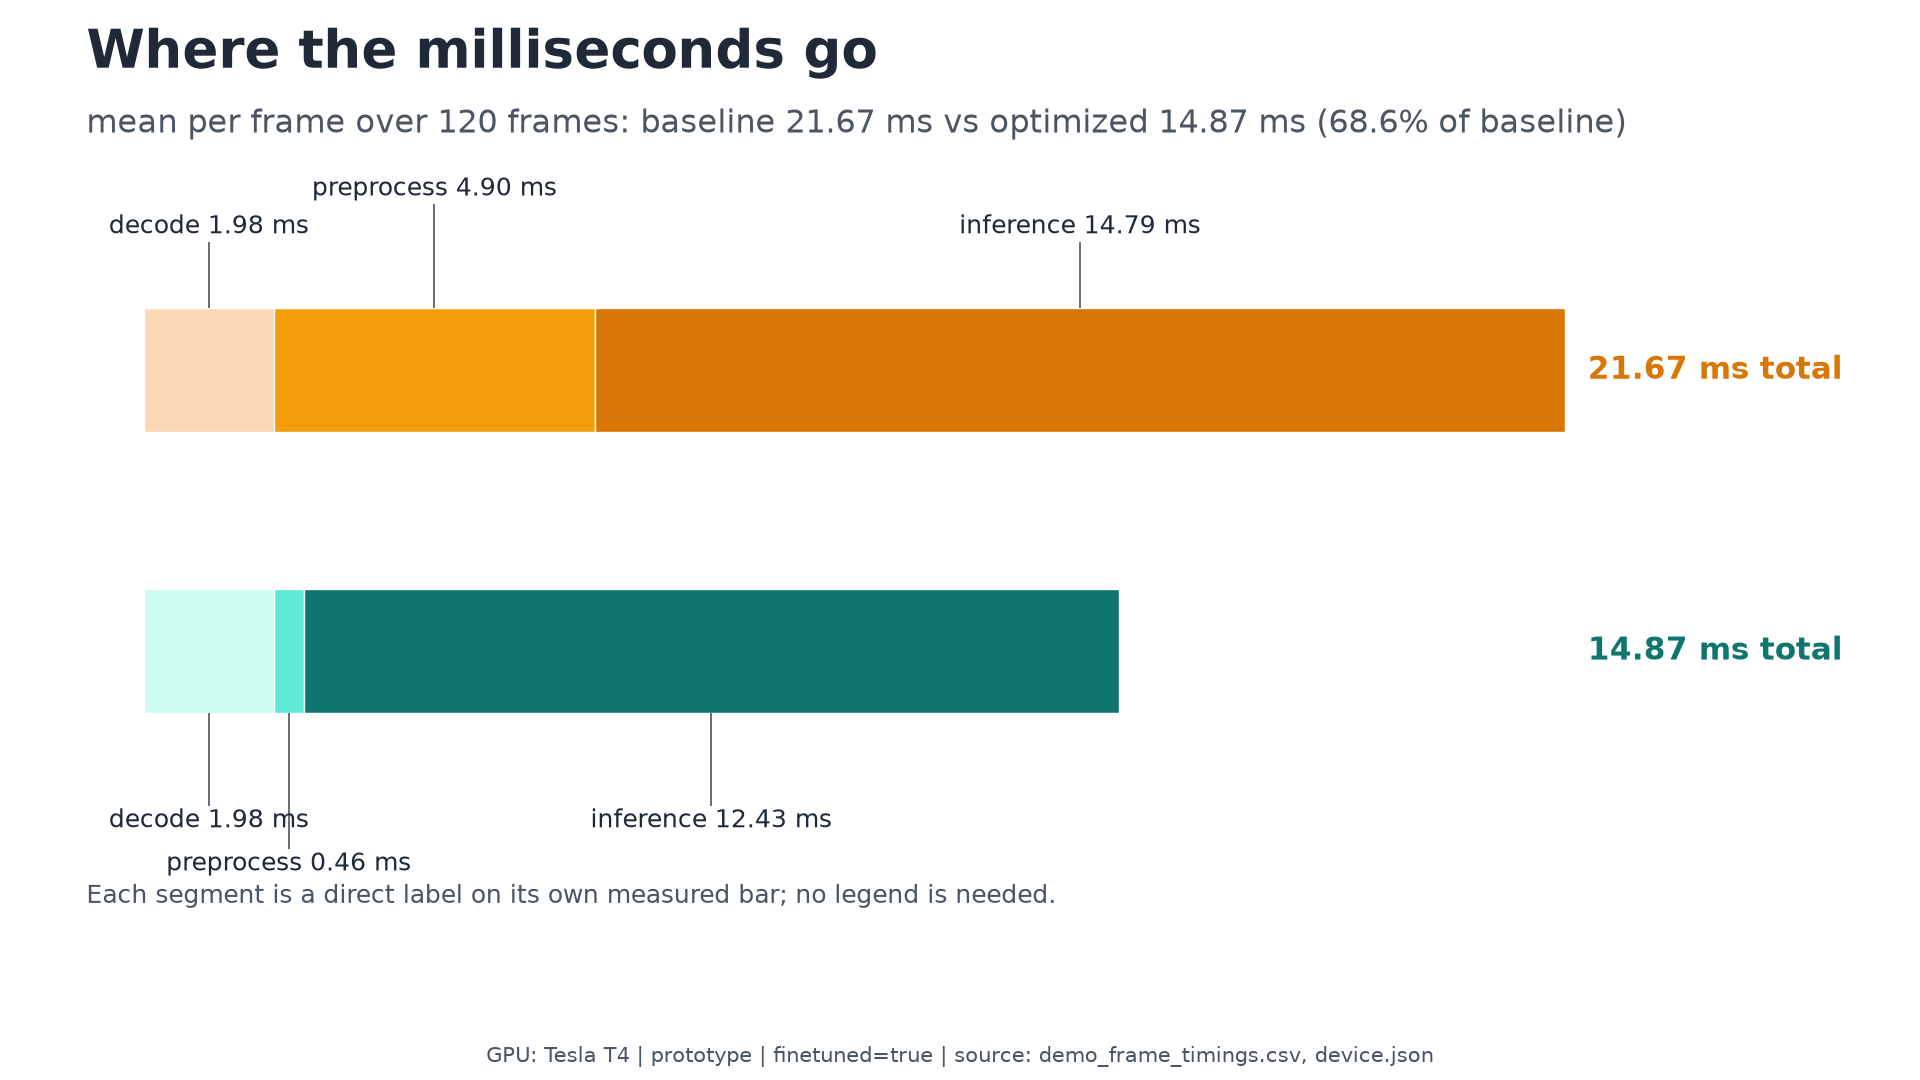 Where the milliseconds go
mean per frame over 120 frames: baseline 21.67 ms vs optimized 14.87 ms (68.6% of baseline)
preprocess 4.90 ms
decode 1.98 ms
inference 14.79 ms
21.67 ms total
14.87 ms total
decode 1.98 ms
inference 12.43 ms
preprocess 0.46 ms
Each segment is a direct label on its own measured bar; no legend is needed.
GPU: Tesla T4 | prototype | finetuned=true | source: demo_frame_timings.csv, device.json